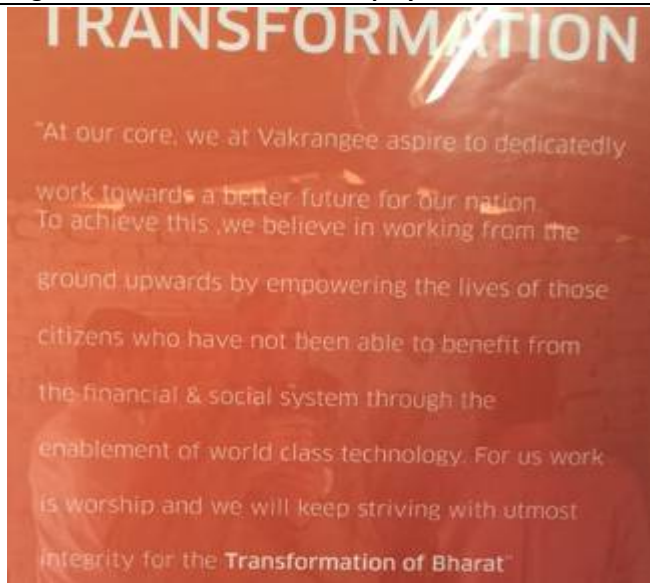 TRANSFORMATION
"At our core, we at Vakrangee aspire to dedicatedly
work towards a better future for our nation.
To achieve this ,we believe in working from the
ground upwards by empowering the lives of those
citizens who have not been able to benefit from
the financial & social system through the
enablement of world class technology. For us work
is worship and we will keep striving with utmost
integrity for the Transformation of Bharat"